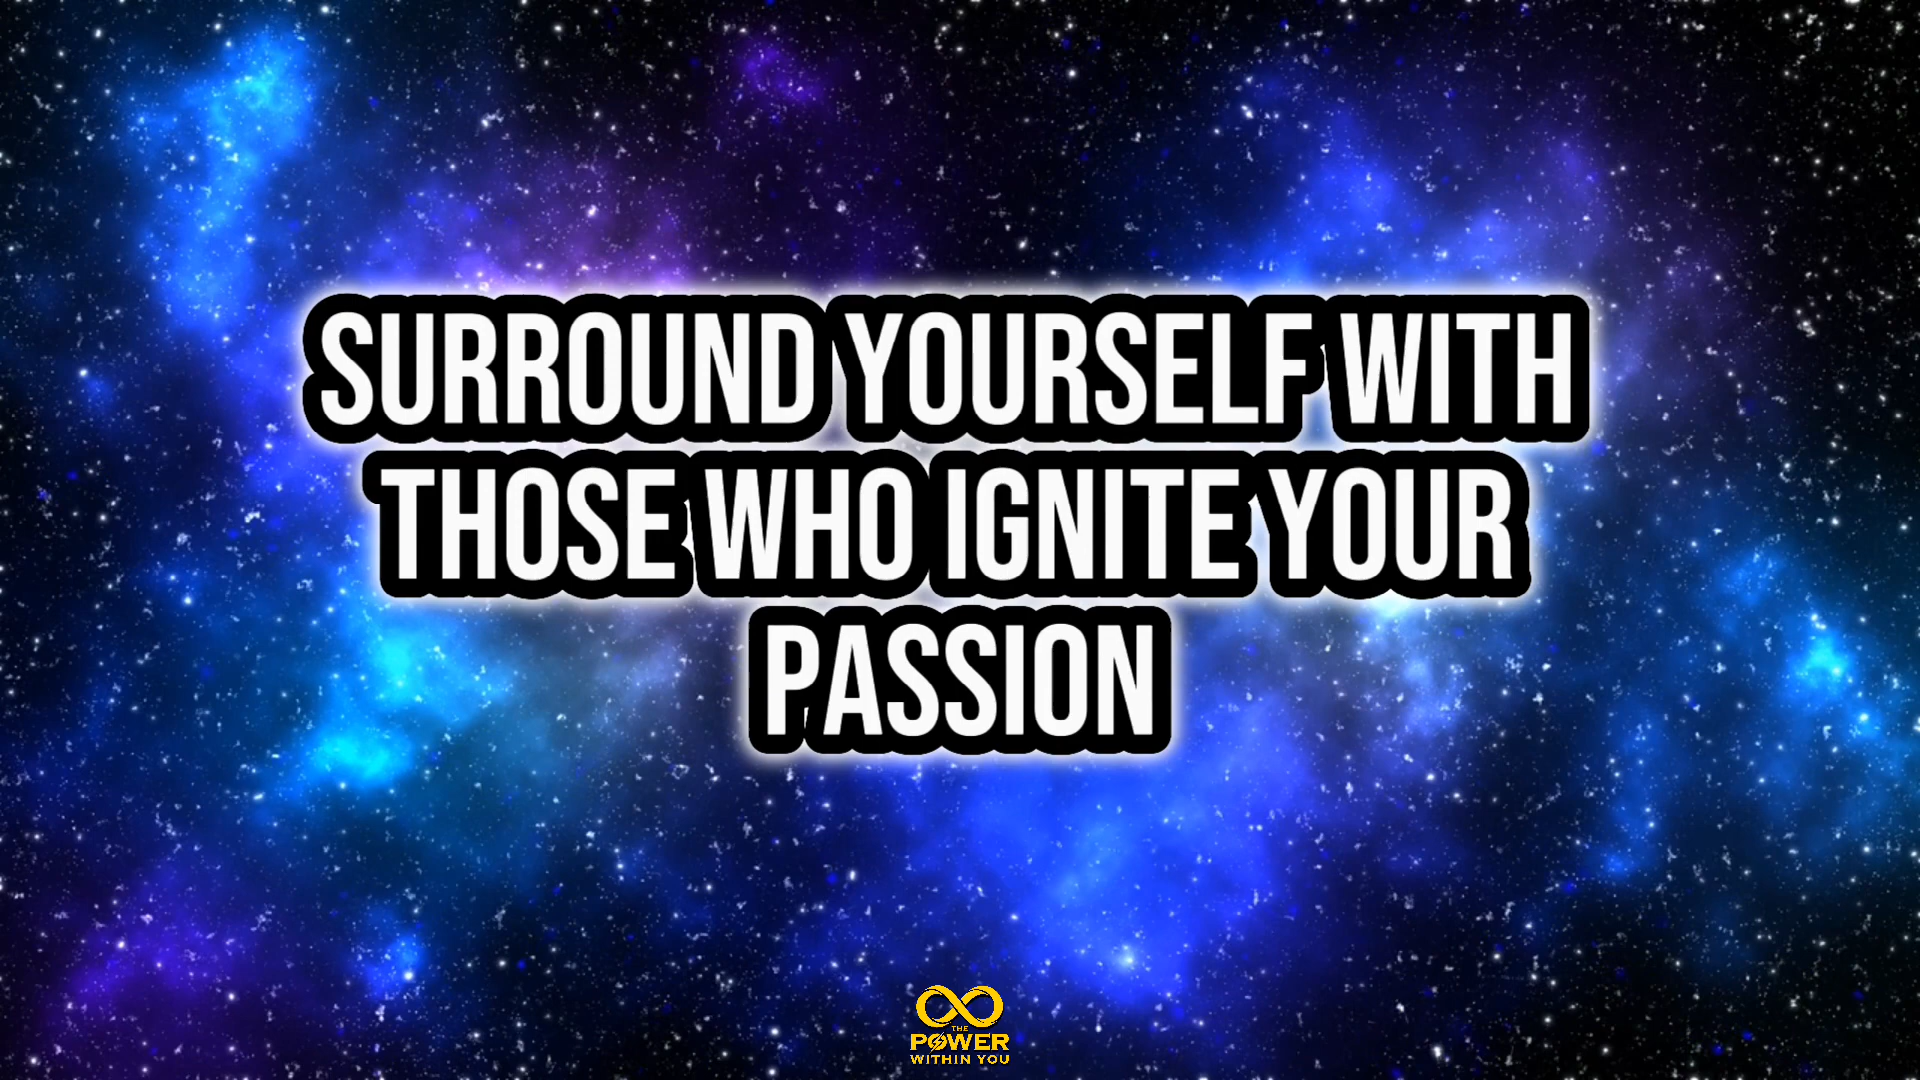 SURROUND YOURSELF WITH
THOSE WHO IGNITE YOUR
PASSION
THE
POWER
WITHIN YOU